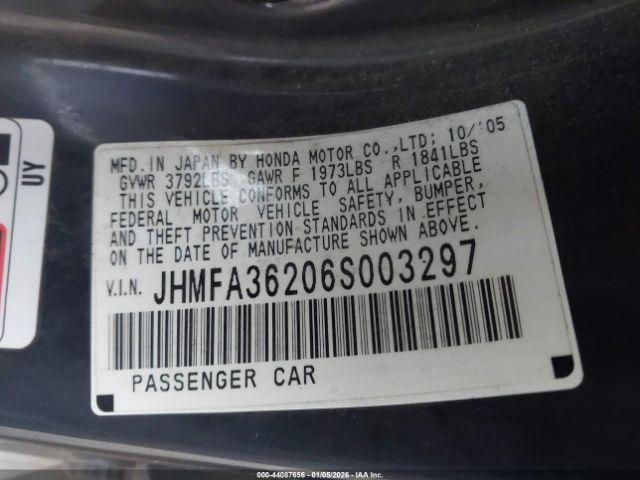 MFD. IN JAPAN BY HONDA MOTOR CO.,LTD; 10/'05
GVWR 3792LBS GAWR F 1973LBS R 1841LBS
THIS VEHICLE CONFORMS TO ALL APPLICABLE
FEDERAL MOTOR VEHICLE SAFETY, BUMPER,
AND THEFT PREVENTION STANDARDS IN EFFECT
ON THE DATE OF MANUFACTURE SHOWN ABOVE.
V.I.N. JHMFA36206S003297
PASSENGER CAR
UY
© - 44087656 - 01/05/2026 - IAA Inc.